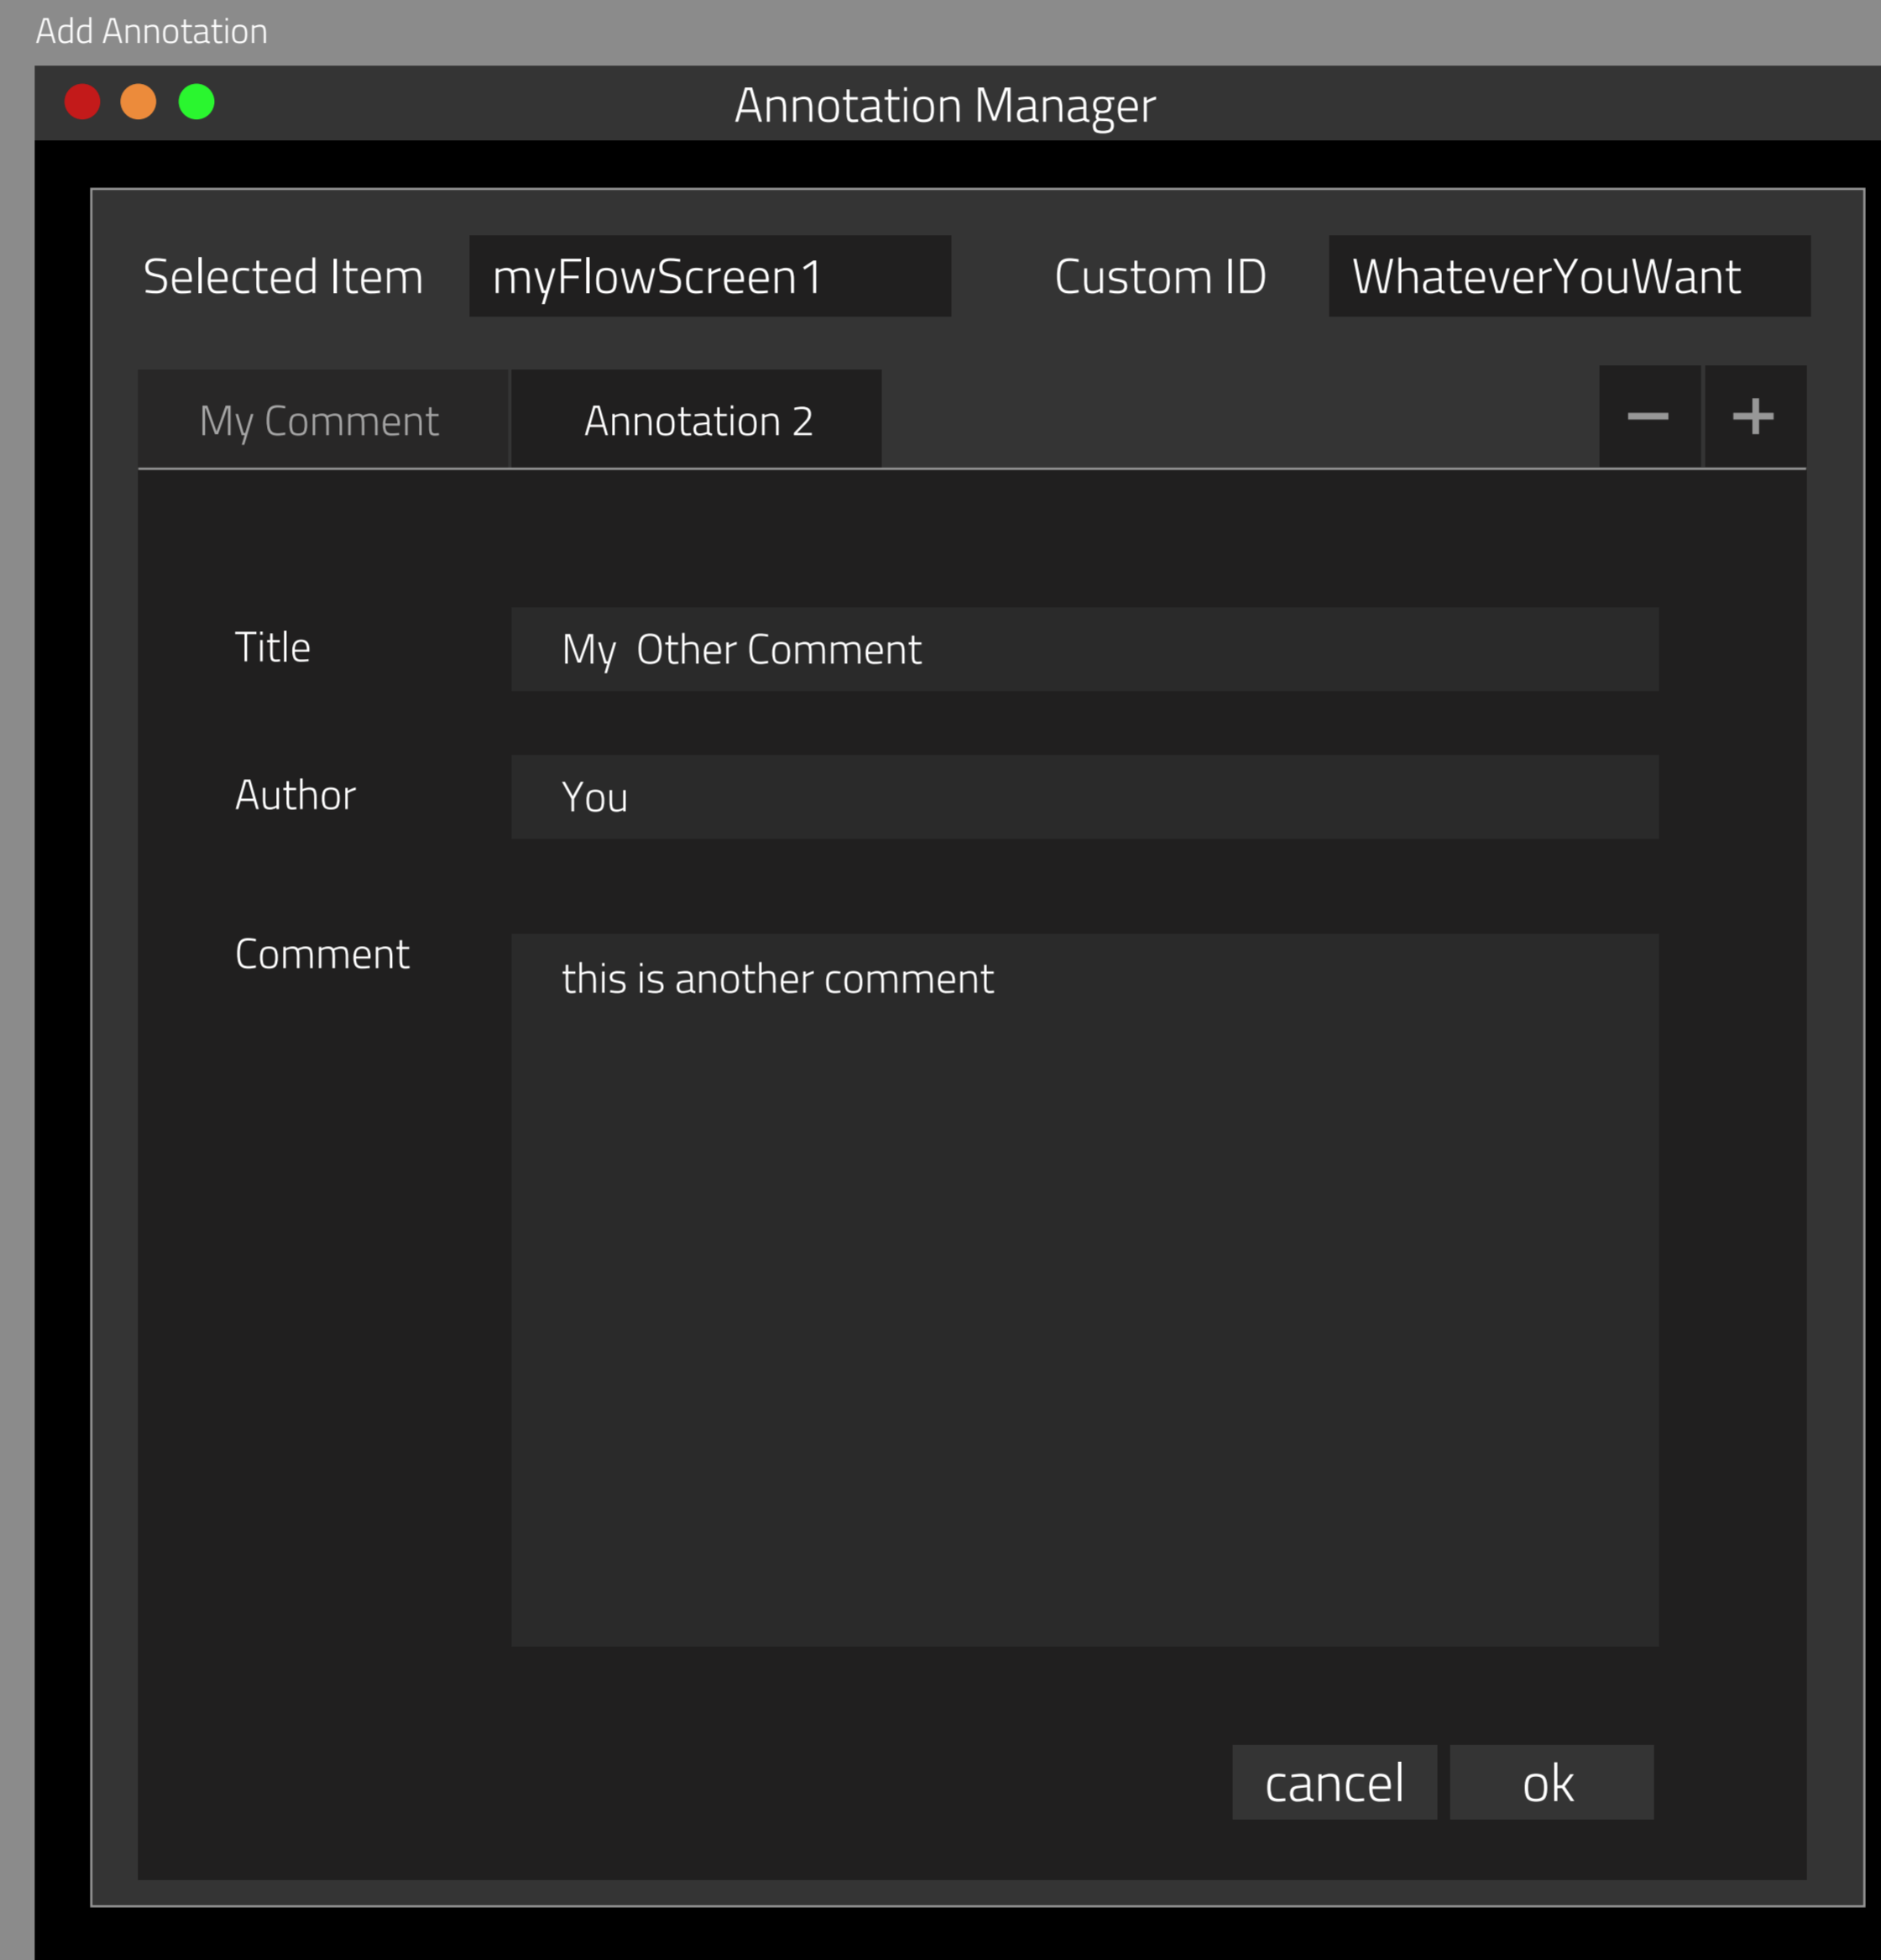 Add Annotation
Annotation Manager
Selected Item myFlowScreen1 Custom ID WhateverYouWant
My Comment Annotation 2 − +
Title My  Other Comment
Author You
Comment this is another comment
cancel ok